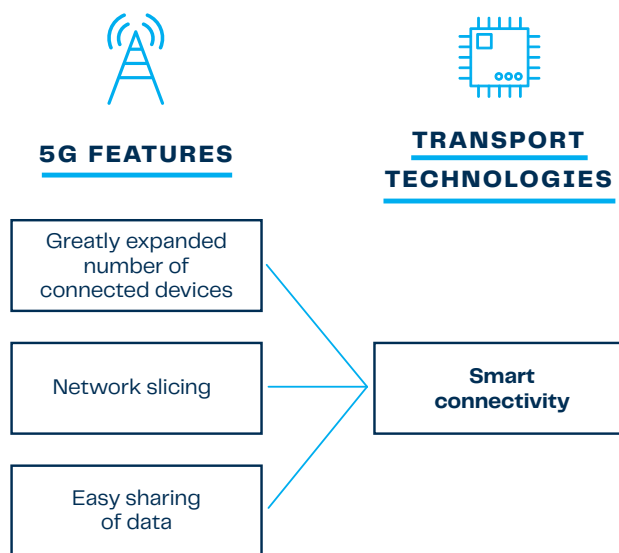 5G FEATURES
TRANSPORT
TECHNOLOGIES
Greatly expanded
number of
connected devices
Network slicing
Easy sharing
of data
Smart
connectivity